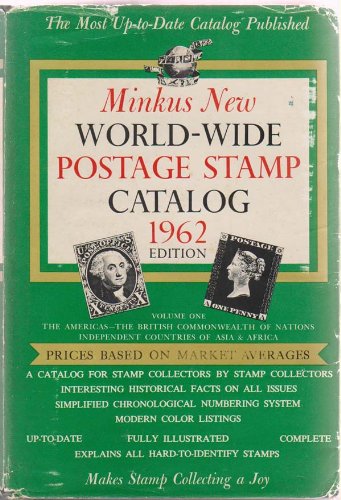 The Most Up-to-Date Catalog Published
Minkus New
WORLD-WIDE
POSTAGE STAMP
CATALOG
1962
EDITION
POST OFFICE
ONE PENNY
VOLUME ONE
THE AMERICAS—THE BRITISH COMMONWEALTH OF NATIONS
INDEPENDENT COUNTRIES OF ASIA & AFRICA
PRICES BASED ON MARKET AVERAGES
A CATALOG FOR STAMP COLLECTORS BY STAMP COLLECTORS
INTERESTING HISTORICAL FACTS ON ALL ISSUES
SIMPLIFIED CHRONOLOGICAL NUMBERING SYSTEM
MODERN COLOR LISTINGS
UP-TO-DATE FULLY ILLUSTRATED COMPLETE
EXPLAINS ALL HARD-TO-IDENTIFY STAMPS
Makes Stamp Collecting a Joy